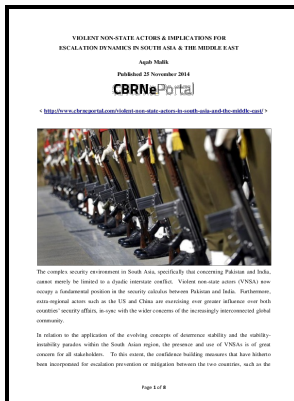 VIOLENT NON-STATE ACTORS & IMPLICATIONS FOR
ESCALATION DYNAMICS IN SOUTH ASIA & THE MIDDLE EAST
Aqab Malik
Published 25 November 2014
CBRNePortal
< http://www.cbrneportal.com/violent-non-state-actors-in-south-asia-and-the-middle-east/ >
The complex security environment in South Asia, specifically that concerning Pakistan and India,
cannot merely be limited to a dyadic interstate conflict. Violent non-state actors (VNSA) now
occupy a fundamental position in the security calculus between Pakistan and India. Furthermore,
extra-regional actors such as the US and China are exercising ever greater influence over both
countries' security affairs, in-sync with the wider concerns of the increasingly interconnected global
community.
In relation to the application of the evolving concepts of deterrence stability and the stability-
instability paradox within the South Asian region, the presence and use of VNSAs is of great
concern for all stakeholders. To this extent, the confidence building measures that have hitherto
been incorporated for escalation prevention or mitigation between the two countries, such as the
Page 1 of 8